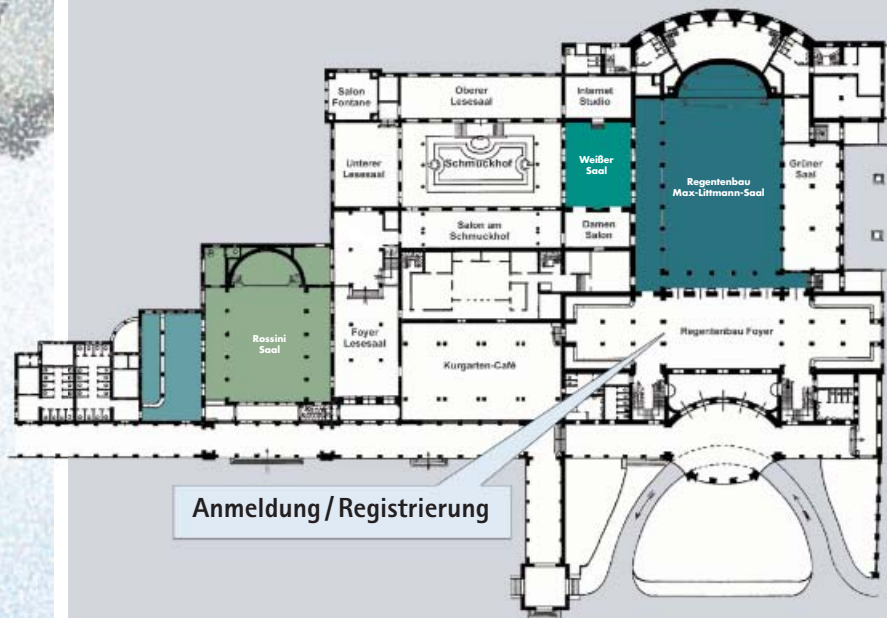 Salon
Fontane
Oberer
Lesesaal
Internet
Studio
Unterer
Lesesaal
Schmuckhof
Weißer
Saal
Regentenbau
Max-Littmann-Saal
Grüner
Saal
Salon am
Schmuckhof
Damen
Salon
Rossini
Saal
Foyer
Lesesaal
Kurgarten-Café
Regentenbau Foyer
Anmeldung / Registrierung